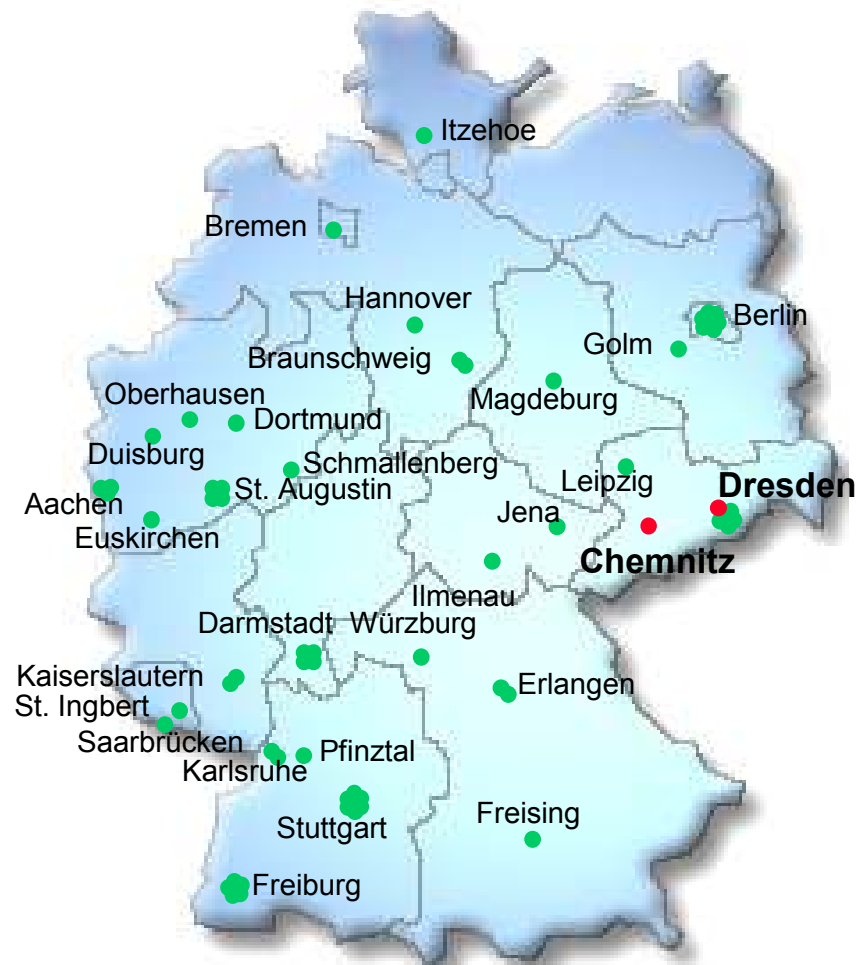 Itzehoe
Bremen
Hannover
Berlin
Golm
Braunschweig
Magdeburg
Oberhausen
Dortmund
Duisburg
Schmallenberg
Leipzig
St. Augustin
Dresden
Aachen
Jena
Euskirchen
Chemnitz
Ilmenau
Darmstadt
Würzburg
Kaiserslautern
Erlangen
St. Ingbert
Saarbrücken
Pfinztal
Karlsruhe
Freising
Stuttgart
Freiburg